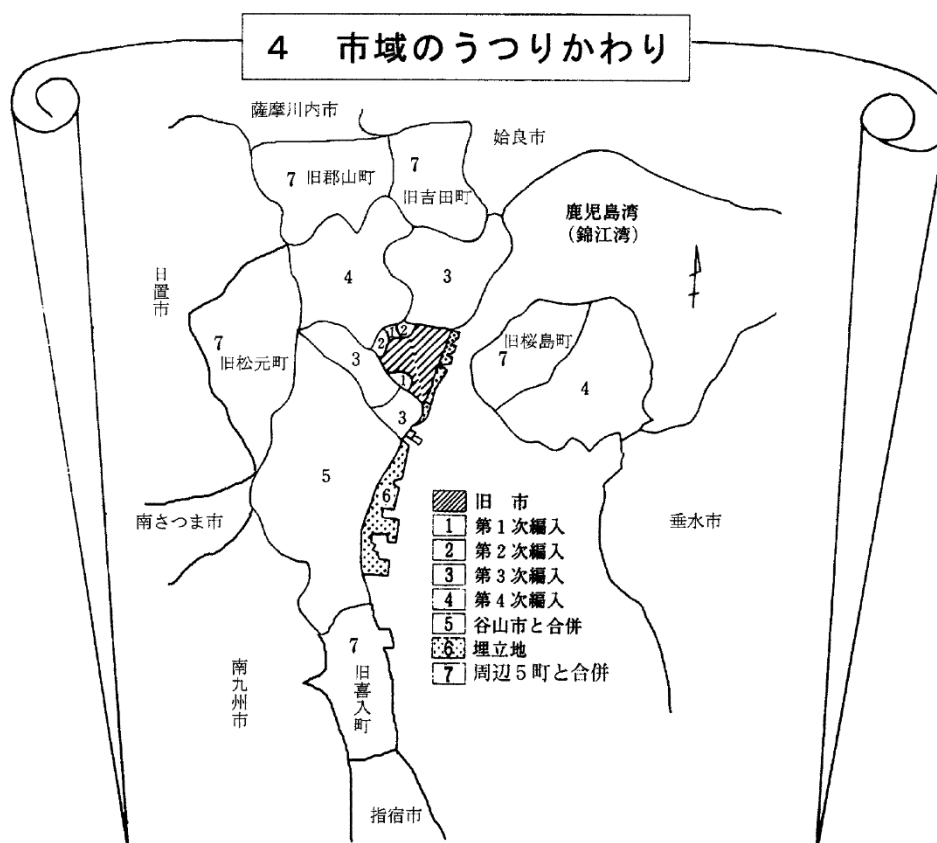 4 市域のうつりかわり
薩摩川内市
姶良市
7 旧郡山町
7
旧吉田町
鹿児島湾
(錦江湾)
日置市
4
3
2
1
2
7
旧松元町
3
1
旧桜島町
7
4
3
5
6
南さつま市
垂水市
旧 市
1 第1次編入
2 第2次編入
3 第3次編入
4 第4次編入
5 谷山市と合併
6 埋立地
7 周辺5町と合併
7
旧喜入町
南九州市
指宿市